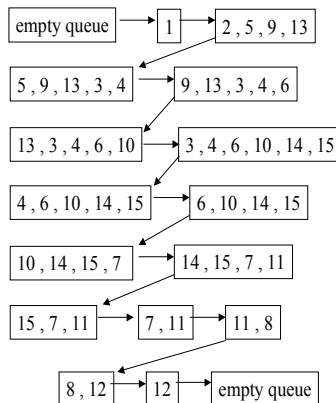 empty queue 1 2 , 5 , 9 , 13
5 , 9 , 13 , 3 , 4 9 , 13 , 3 , 4 , 6
13 , 3 , 4 , 6 , 10 3 , 4 , 6 , 10 , 14 , 15
4 , 6 , 10 , 14 , 15 6 , 10 , 14 , 15
10 , 14 , 15 , 7 14 , 15 , 7 , 11
15 , 7 , 11 7 , 11 11 , 8
8 , 12 12 empty queue